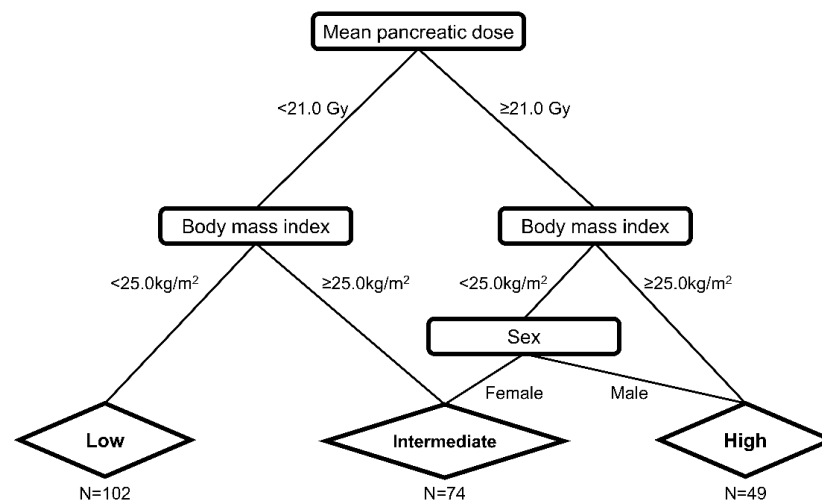 Mean pancreatic dose
<21.0 Gy
≥21.0 Gy
Body mass index
Body mass index
<25.0kg/m²
≥25.0kg/m²
<25.0kg/m²
≥25.0kg/m²
Sex
Female
Male
Low
Intermediate
High
N=102
N=74
N=49